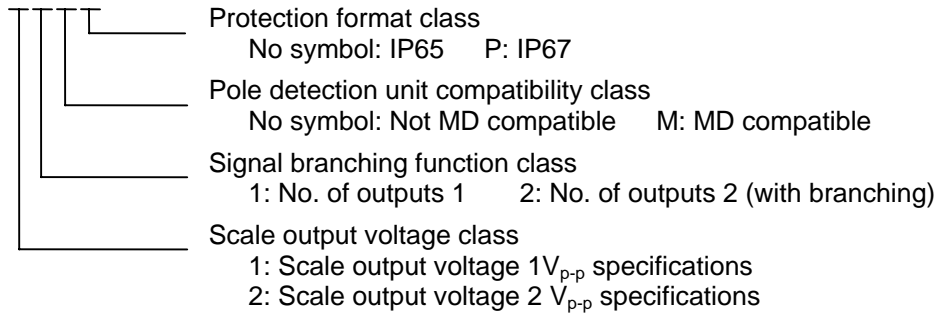 Protection format class
No symbol: IP65 P: IP67
Pole detection unit compatibility class
No symbol: Not MD compatible M: MD compatible
Signal branching function class
1: No. of outputs 1 2: No. of outputs 2 (with branching)
Scale output voltage class
1: Scale output voltage 1Vp-p specifications
2: Scale output voltage 2 Vp-p specifications